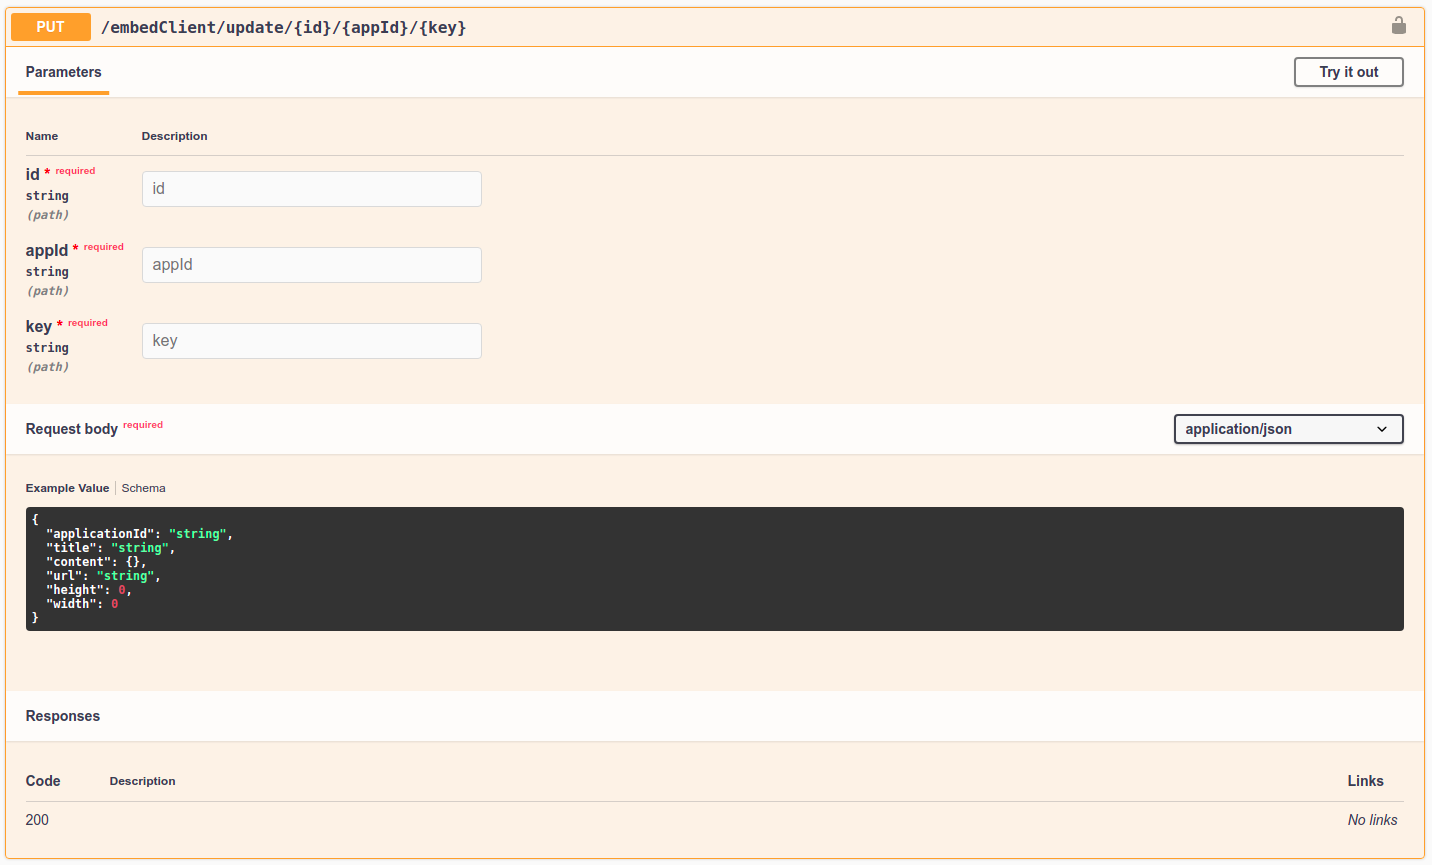 PUT /embedClient/update/{id}/{appId}/{key}
Parameters Try it out
Name Description
id * required
string
(path)
id
appId * required
string
(path)
appId
key * required
string
(path)
key
Request body required application/json
Example Value Schema
{
  "applicationId": "string",
  "title": "string",
  "content": {},
  "url": "string",
  "height": 0,
  "width": 0
}
Responses
Code Description Links
200 No links